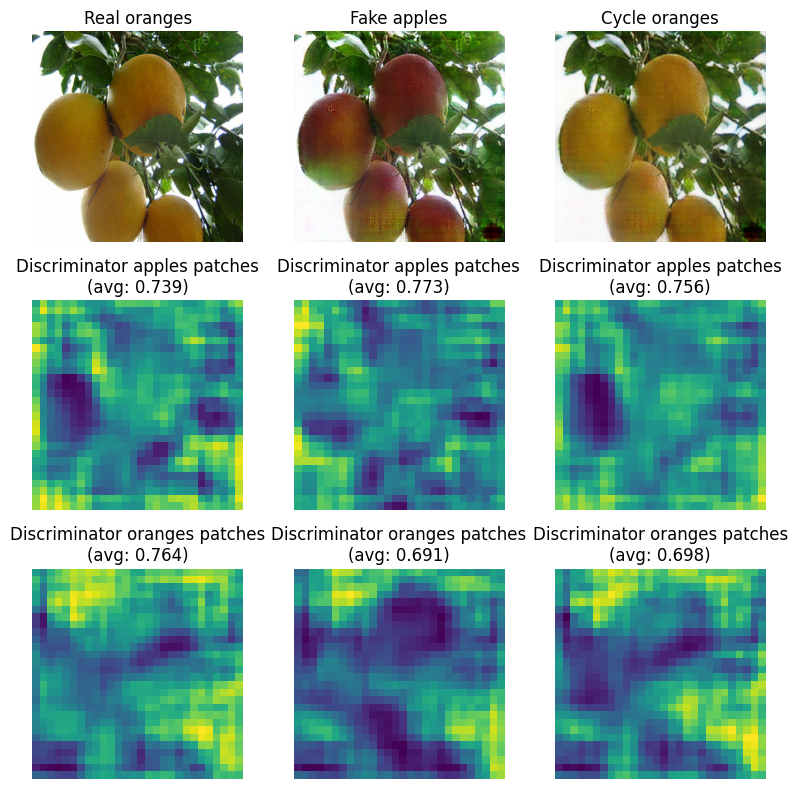 Real oranges
Fake apples
Cycle oranges
Discriminator apples patches
(avg: 0.739)
Discriminator apples patches
(avg: 0.773)
Discriminator apples patches
(avg: 0.756)
Discriminator oranges patches
(avg: 0.764)
Discriminator oranges patches
(avg: 0.691)
Discriminator oranges patches
(avg: 0.698)